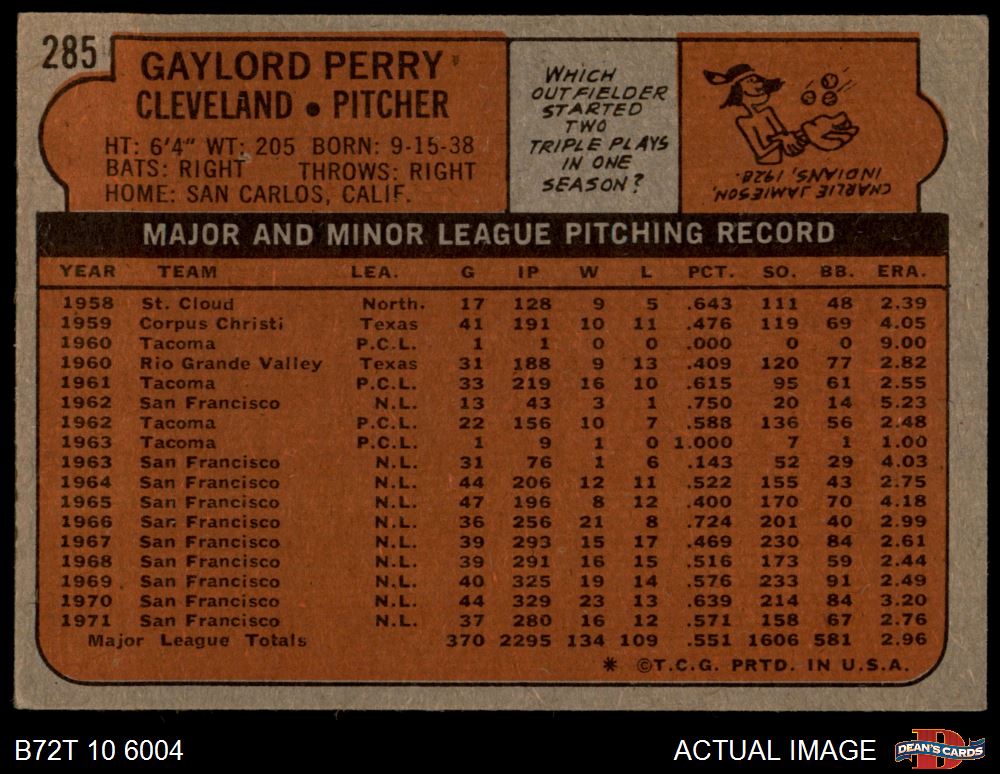 285
GAYLORD PERRY
CLEVELAND • PITCHER
HT: 6'4" WT: 205 BORN: 9-15-38
BATS: RIGHT THROWS: RIGHT
HOME: SAN CARLOS, CALIF.
WHICH
OUTFIELDER
STARTED
TWO
TRIPLE PLAYS
IN ONE
SEASON?
CHARLIE JAMIESON,
INDIANS, 1928.
MAJOR AND MINOR LEAGUE PITCHING RECORD
YEAR TEAM LEA. G IP W L PCT. SO. BB. ERA.
1958 St. Cloud North. 17 128 9 5 .643 111 48 2.39
1959 Corpus Christi Texas 41 191 10 11 .476 119 69 4.05
1960 Tacoma P.C.L. 1 1 0 0 .000 0 0 9.00
1960 Rio Grande Valley Texas 31 188 9 13 .409 120 77 2.82
1961 Tacoma P.C.L. 33 219 16 10 .615 95 61 2.55
1962 San Francisco N.L. 13 43 3 1 .750 20 14 5.23
1962 Tacoma P.C.L. 22 156 10 7 .588 136 56 2.48
1963 Tacoma P.C.L. 1 9 1 0 1.000 7 1 1.00
1963 San Francisco N.L. 31 76 1 6 .143 52 29 4.03
1964 San Francisco N.L. 44 206 12 11 .522 155 43 2.75
1965 San Francisco N.L. 47 196 8 12 .400 170 70 4.18
1966 San Francisco N.L. 36 256 21 8 .724 201 40 2.99
1967 San Francisco N.L. 39 293 15 17 .469 230 84 2.61
1968 San Francisco N.L. 39 291 16 15 .516 173 59 2.44
1969 San Francisco N.L. 40 325 19 14 .576 233 91 2.49
1970 San Francisco N.L. 44 329 23 13 .639 214 84 3.20
1971 San Francisco N.L. 37 280 16 12 .571 158 67 2.76
Major League Totals 370 2295 134 109 .551 1606 581 2.96
* ©T.C.G. PRTD. IN U.S.A.
B72T 10 6004
ACTUAL IMAGE
DEAN'S CARDS